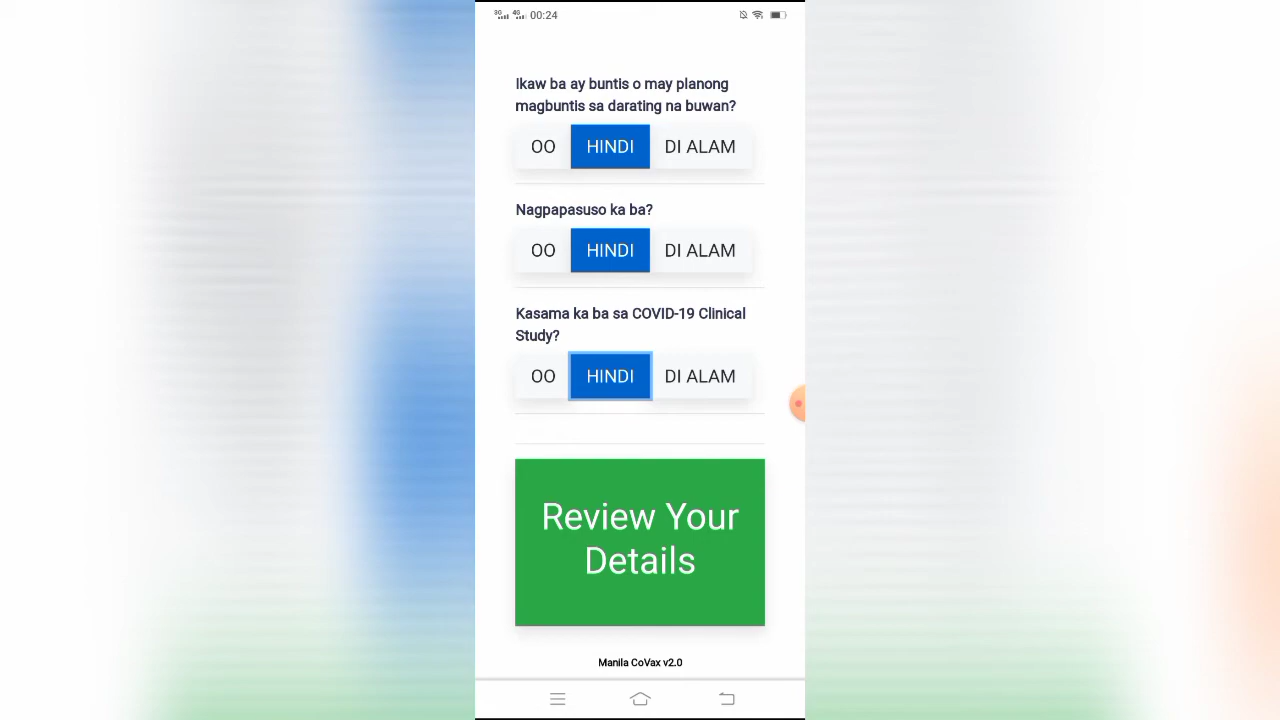 3G 4G 00:24
Ikaw ba ay buntis o may planong
magbuntis sa darating na buwan?
OO HINDI DI ALAM
Nagpapasuso ka ba?
OO HINDI DI ALAM
Kasama ka ba sa COVID-19 Clinical
Study?
OO HINDI DI ALAM
Review Your
Details
Manila CoVax v2.0